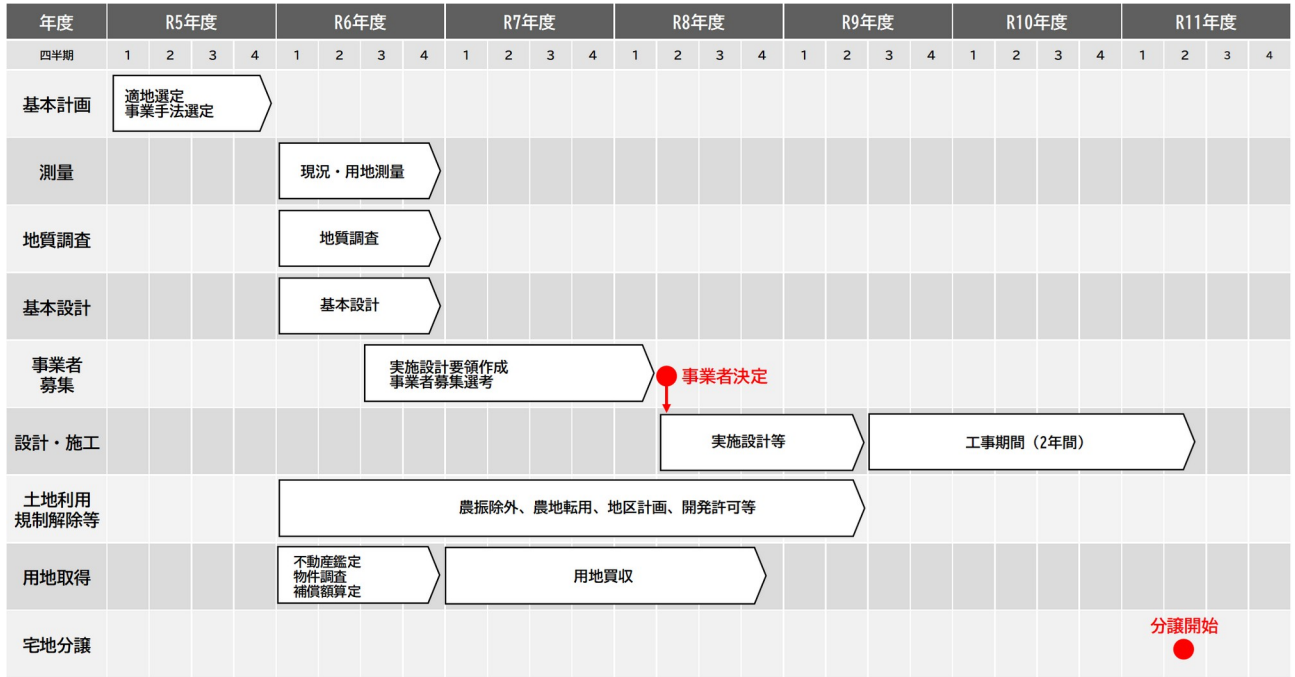 年度 R5年度 R6年度 R7年度 R8年度 R9年度 R10年度 R11年度
四半期 1 2 3 4 1 2 3 4 1 2 3 4 1 2 3 4 1 2 3 4 1 2 3 4 1 2 3 4
基本計画
適地選定
事業手法選定
測量
現況・用地測量
地質調査
地質調査
基本設計
基本設計
事業者
募集
実施設計要領作成
事業者募集選考
事業者決定
設計・施工
実施設計等
工事期間（2年間）
土地利用
規制解除等
農振除外、農地転用、地区計画、開発許可等
用地取得
不動産鑑定
物件調査
補償額算定
用地買収
宅地分譲
分譲開始